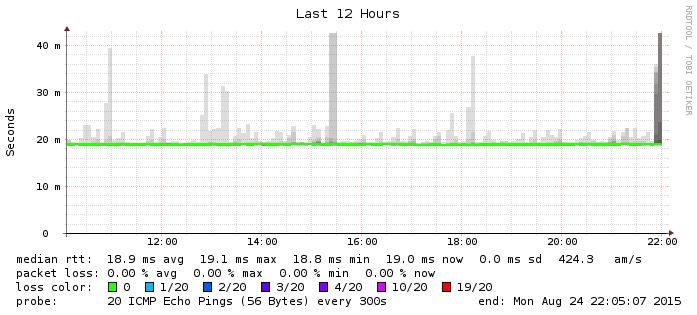 Last 12 Hours
RRDTOOL / TOBI OETIKER
Seconds
40 m
30 m
20 m
10 m
0
12:00 14:00 16:00 18:00 20:00 22:00
median rtt: 18.9 ms avg 19.1 ms max 18.8 ms min 19.0 ms now 0.0 ms sd 424.3 am/s
packet loss: 0.00 % avg 0.00 % max 0.00 % min 0.00 % now
loss color: 0 1/20 2/20 3/20 4/20 10/20 19/20
probe: 20 ICMP Echo Pings (56 Bytes) every 300s end: Mon Aug 24 22:05:07 2015